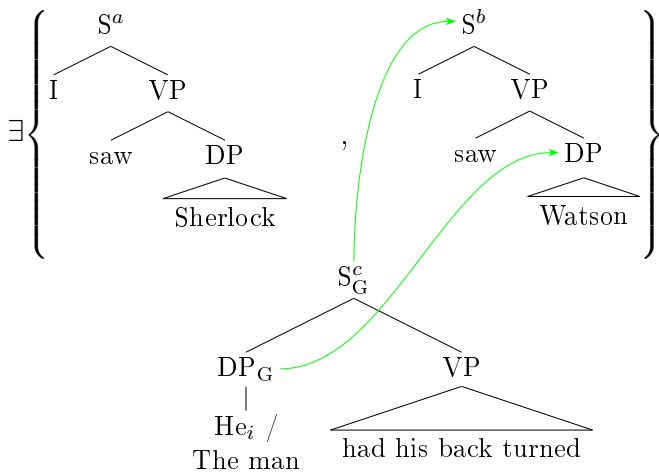 S^a S^b
I VP I VP
∃ { , }
saw DP saw DP
Sherlock Watson
S^c_G
DP_G VP
He_i /
The man had his back turned